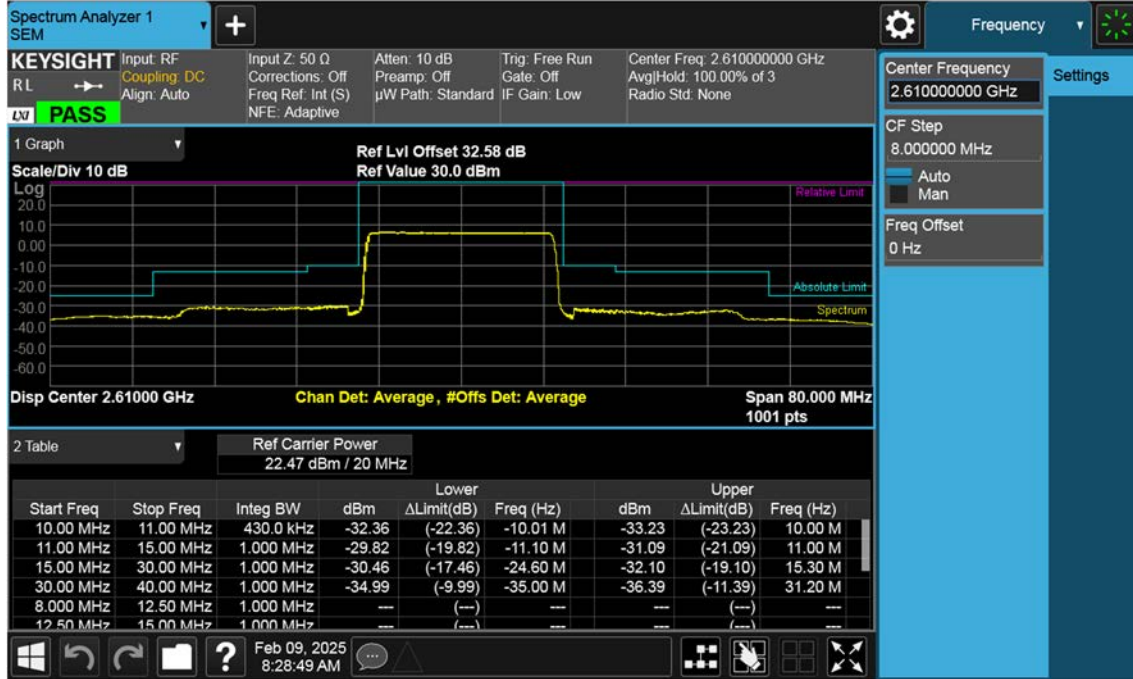 Spectrum Analyzer 1
SEM
Frequency
KEYSIGHT
R L
LXI PASS
Input: RF
Coupling: DC
Align: Auto
Input Z: 50 Ω
Corrections: Off
Freq Ref: Int (S)
NFE: Adaptive
Atten: 10 dB
Preamp: Off
µW Path: Standard
Trig: Free Run
Gate: Off
IF Gain: Low
Center Freq: 2.610000000 GHz
Avg|Hold: 100.00% of 3
Radio Std: None
Center Frequency
2.610000000 GHz
Settings
CF Step
8.000000 MHz
Auto
Man
Freq Offset
0 Hz
1 Graph
Scale/Div 10 dB
Ref Lvl Offset 32.58 dB
Ref Value 30.0 dBm
Log
20.0
10.0
0.00
-10.0
-20.0
-30.0
-40.0
-50.0
-60.0
Relative Limit
Absolute Limit
Spectrum
Disp Center 2.61000 GHz
Chan Det: Average, #Offs Det: Average
Span 80.000 MHz
1001 pts
2 Table
Ref Carrier Power
22.47 dBm / 20 MHz
Lower Upper
Start Freq Stop Freq Integ BW dBm ΔLimit(dB) Freq (Hz) dBm ΔLimit(dB) Freq (Hz)
10.00 MHz 11.00 MHz 430.0 kHz -32.36 (-22.36) -10.01 M -33.23 (-23.23) 10.00 M
11.00 MHz 15.00 MHz 1.000 MHz -29.82 (-19.82) -11.10 M -31.09 (-21.09) 11.00 M
15.00 MHz 30.00 MHz 1.000 MHz -30.46 (-17.46) -24.60 M -32.10 (-19.10) 15.30 M
30.00 MHz 40.00 MHz 1.000 MHz -34.99 (-9.99) -35.00 M -36.39 (-11.39) 31.20 M
8.000 MHz 12.50 MHz 1.000 MHz --- (---) --- --- (---) ---
12.50 MHz 15.00 MHz 1.000 MHz --- (---) --- --- (---) ---
?
Feb 09, 2025
8:28:49 AM